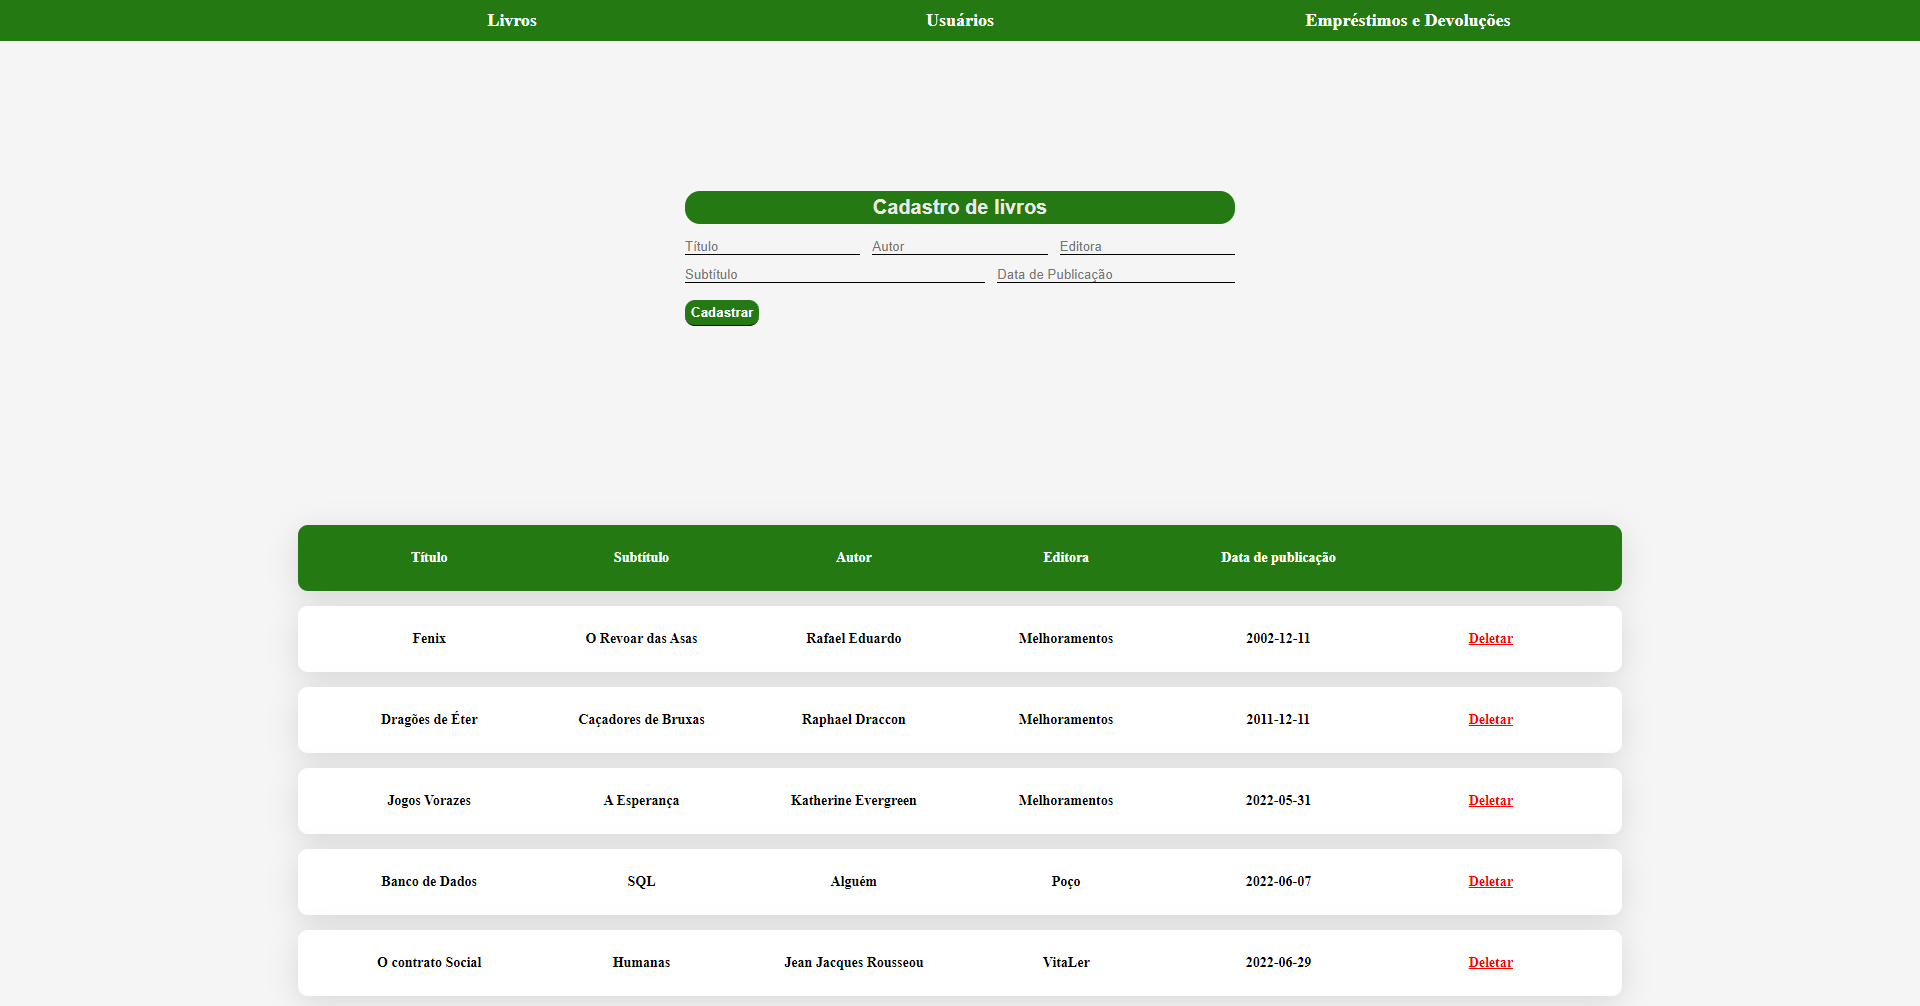 Livros Usuários Empréstimos e Devoluções
Cadastro de livros
Título Autor Editora
Subtítulo Data de Publicação
Cadastrar
Título Subtítulo Autor Editora Data de publicação
Fenix O Revoar das Asas Rafael Eduardo Melhoramentos 2002-12-11 Deletar
Dragões de Éter Caçadores de Bruxas Raphael Draccon Melhoramentos 2011-12-11 Deletar
Jogos Vorazes A Esperança Katherine Evergreen Melhoramentos 2022-05-31 Deletar
Banco de Dados SQL Alguém Poço 2022-06-07 Deletar
O contrato Social Humanas Jean Jacques Rousseou VitaLer 2022-06-29 Deletar